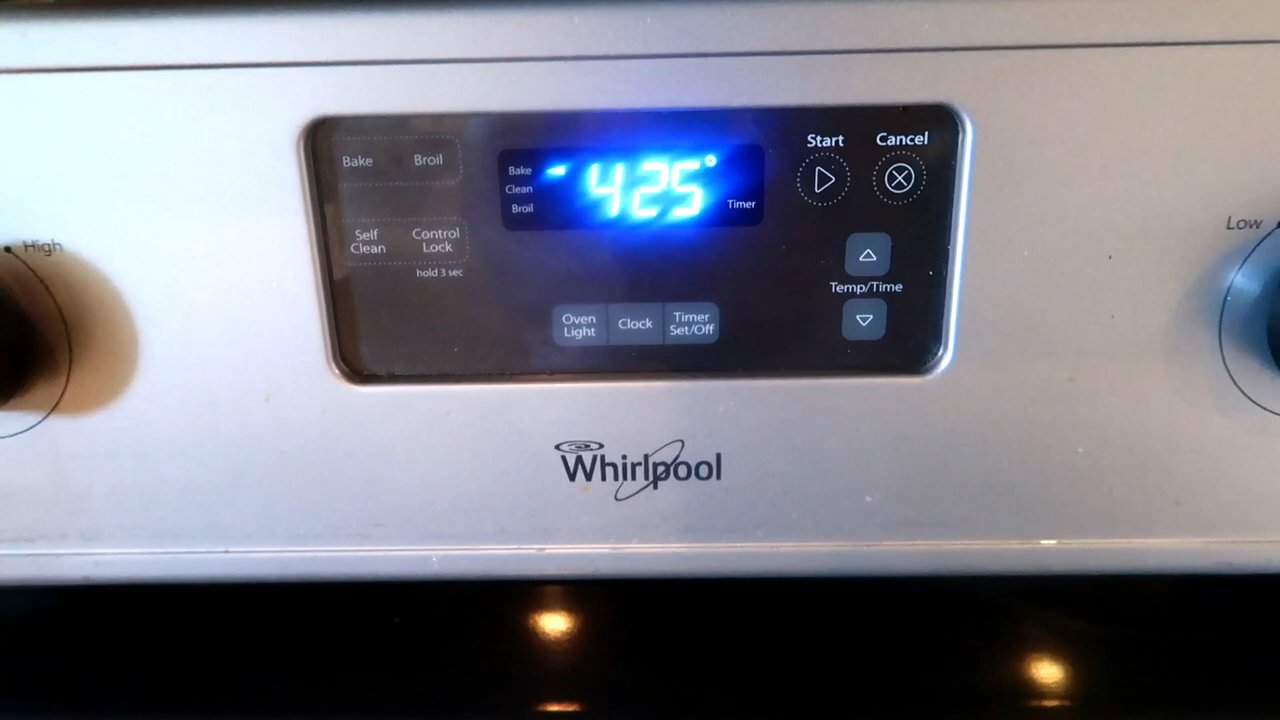 High
Bake Broil
Self Clean
Control Lock
hold 3 sec
Bake
Clean
Broil
425°
Timer
Oven Light
Clock
Timer Set/Off
Start Cancel
Temp/Time
Low
Whirlpool